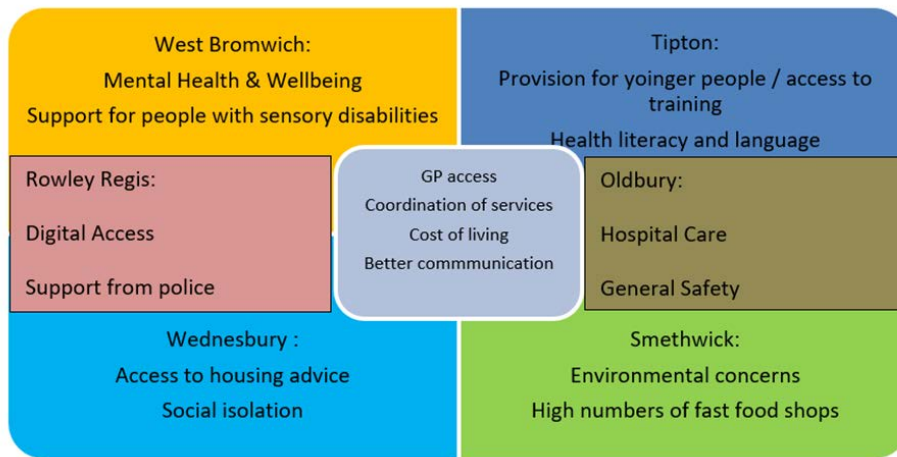 West Bromwich:
Mental Health & Wellbeing
Support for people with sensory disabilities
Tipton:
Provision for yoinger people / access to
training
Health literacy and language
Rowley Regis:
Digital Access
Support from police
GP access
Coordination of services
Cost of living
Better commmunication
Oldbury:
Hospital Care
General Safety
Wednesbury :
Access to housing advice
Social isolation
Smethwick:
Environmental concerns
High numbers of fast food shops